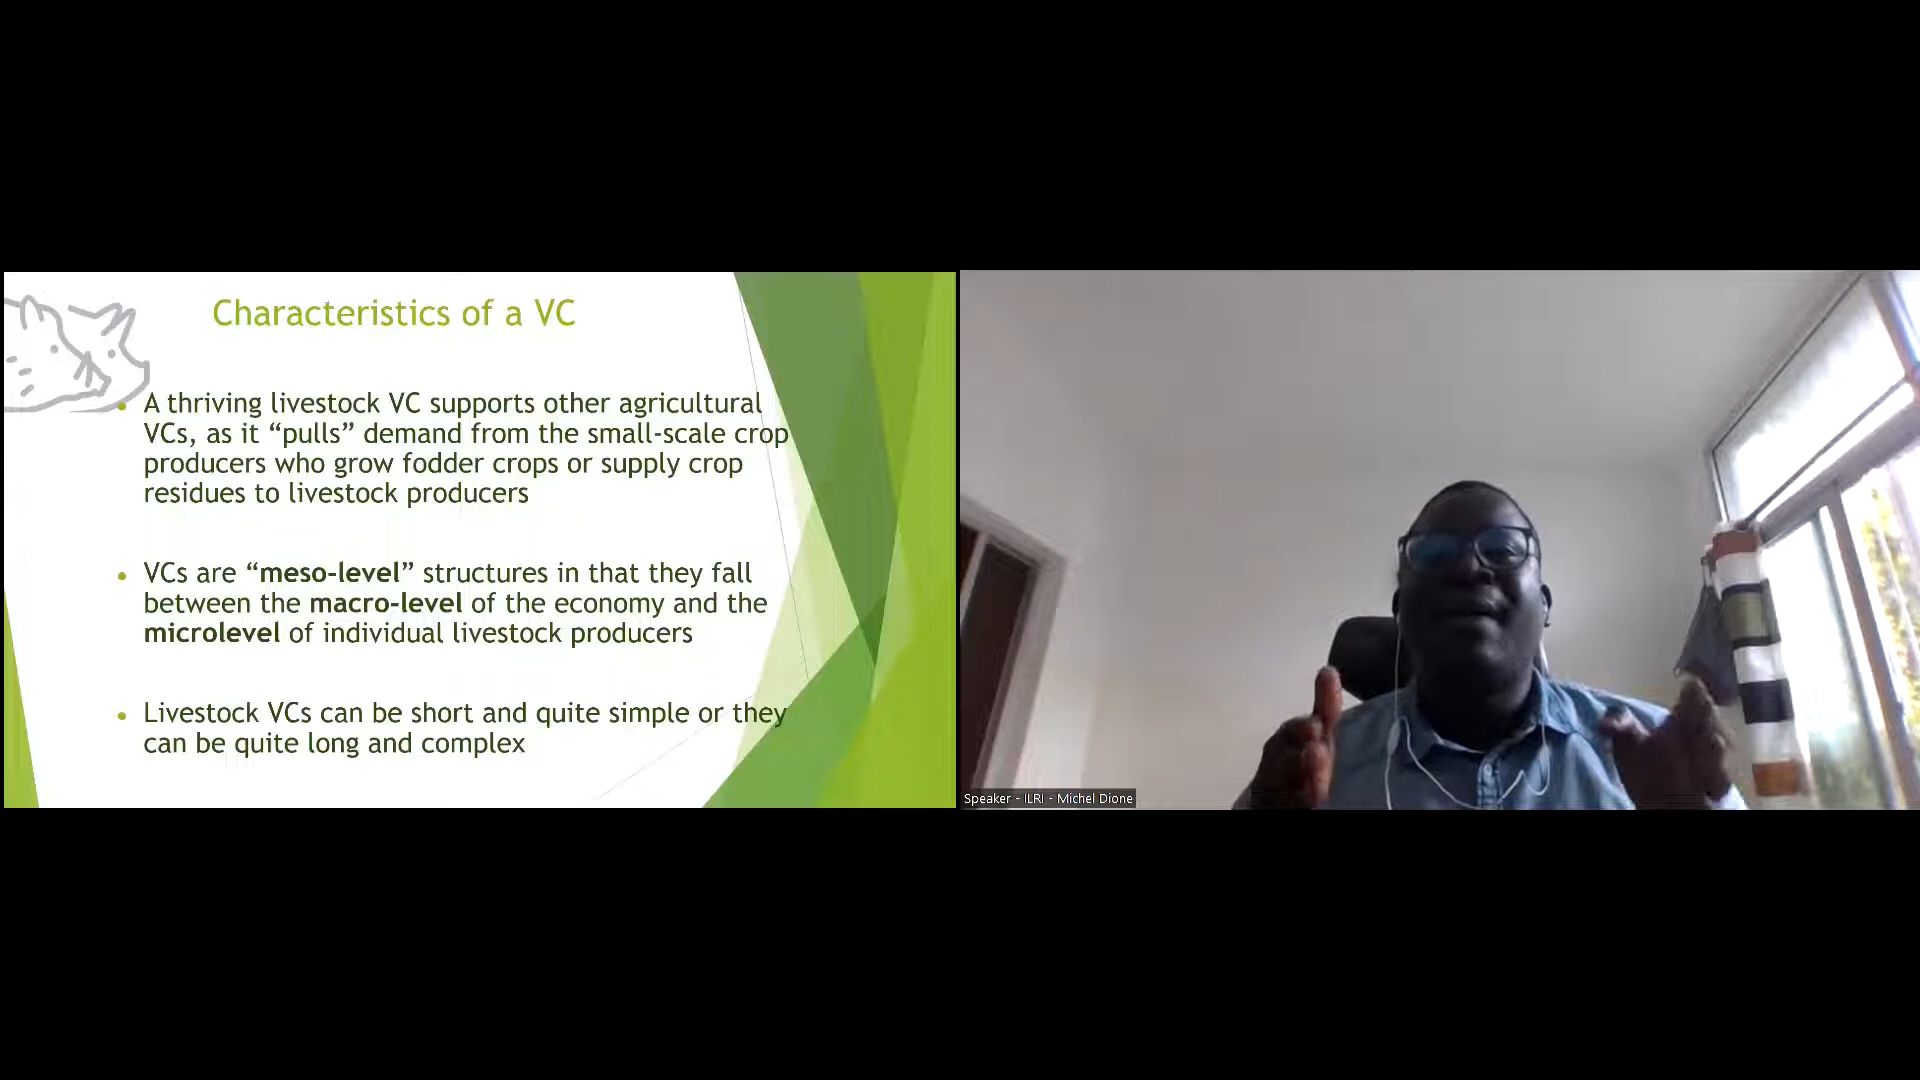 Characteristics of a VC
• A thriving livestock VC supports other agricultural
VCs, as it “pulls” demand from the small-scale crop
producers who grow fodder crops or supply crop
residues to livestock producers
• VCs are “meso-level” structures in that they fall
between the macro-level of the economy and the
microlevel of individual livestock producers
• Livestock VCs can be short and quite simple or they
can be quite long and complex
Speaker - ILRI - Michel Dione